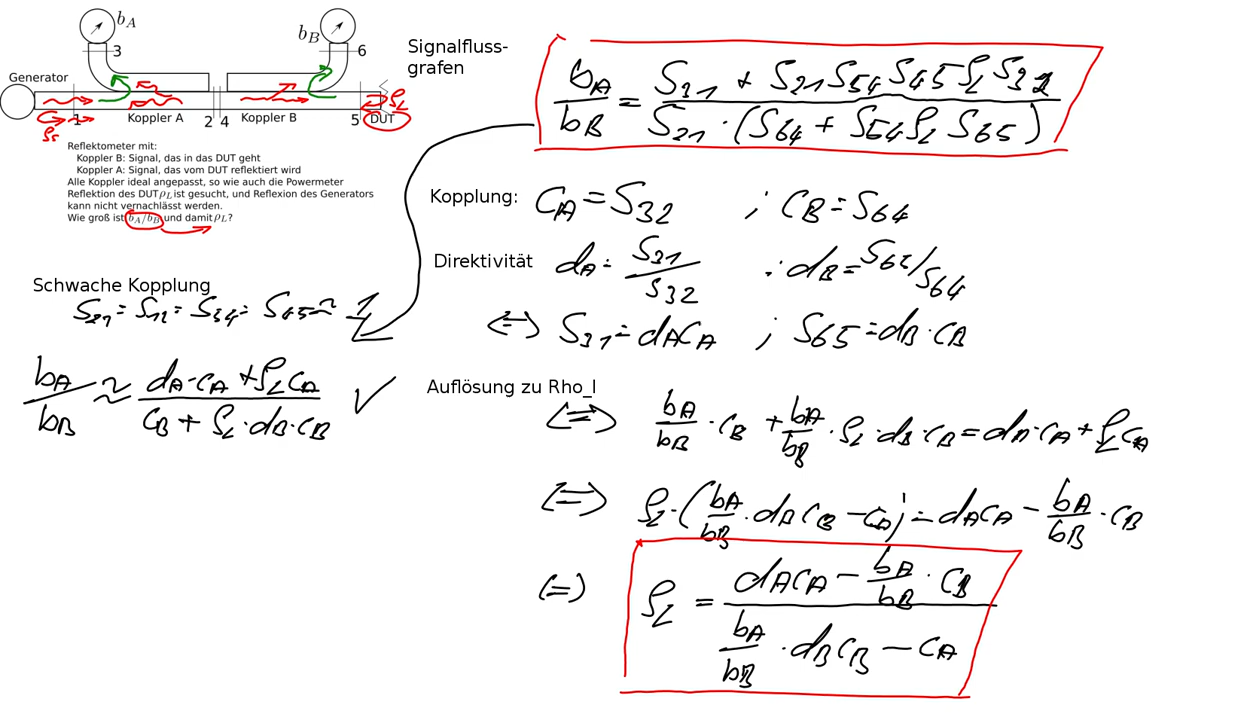 b_A
b_B
3
6
Generator
ρ_S
1
Koppler A
2
4
Koppler B
5
DUT
ρ_L
Reflektometer mit:
Koppler B: Signal, das in das DUT geht
Koppler A: Signal, das vom DUT reflektiert wird
Alle Koppler ideal angepasst, so wie auch die Powermeter
Reflektion des DUT ρ_L ist gesucht, und Reflexion des Generators
kann nicht vernachlässt werden.
Wie groß ist b_A/b_B und damit ρ_L?
Signalfluss-
grafen
b_A/b_B = (S_31 + S_21 S_54 S_45 ρ_L S_32) / (S_21 · (S_64 + S_54 ρ_L S_65))
Kopplung: C_A = S_32 ; C_B = S_64
Direktivität d_A = S_31/S_32 ; d_B = S_65/S_64
⇔ S_31 = d_A C_A ; S_65 = d_B · C_B
Schwache Kopplung
S_21 = S_12 = S_54 = S_45 ≈ 1
b_A/b_B ≈ (d_A · C_A + ρ_L C_A) / (C_B + ρ_L · d_B · C_B) ✓
Auflösung zu Rho_l
⇔ b_A/b_B · C_B + b_A/b_B · ρ_L · d_B · C_B = d_A · C_A + ρ_L C_A
⇔ ρ_L · (b_A/b_B · d_B C_B − C_A) = d_A C_A − b_A/b_B · C_B
(=) ρ_L = (d_A C_A − b_A/b_B · C_B) / (b_A/b_B · d_B C_B − C_A)